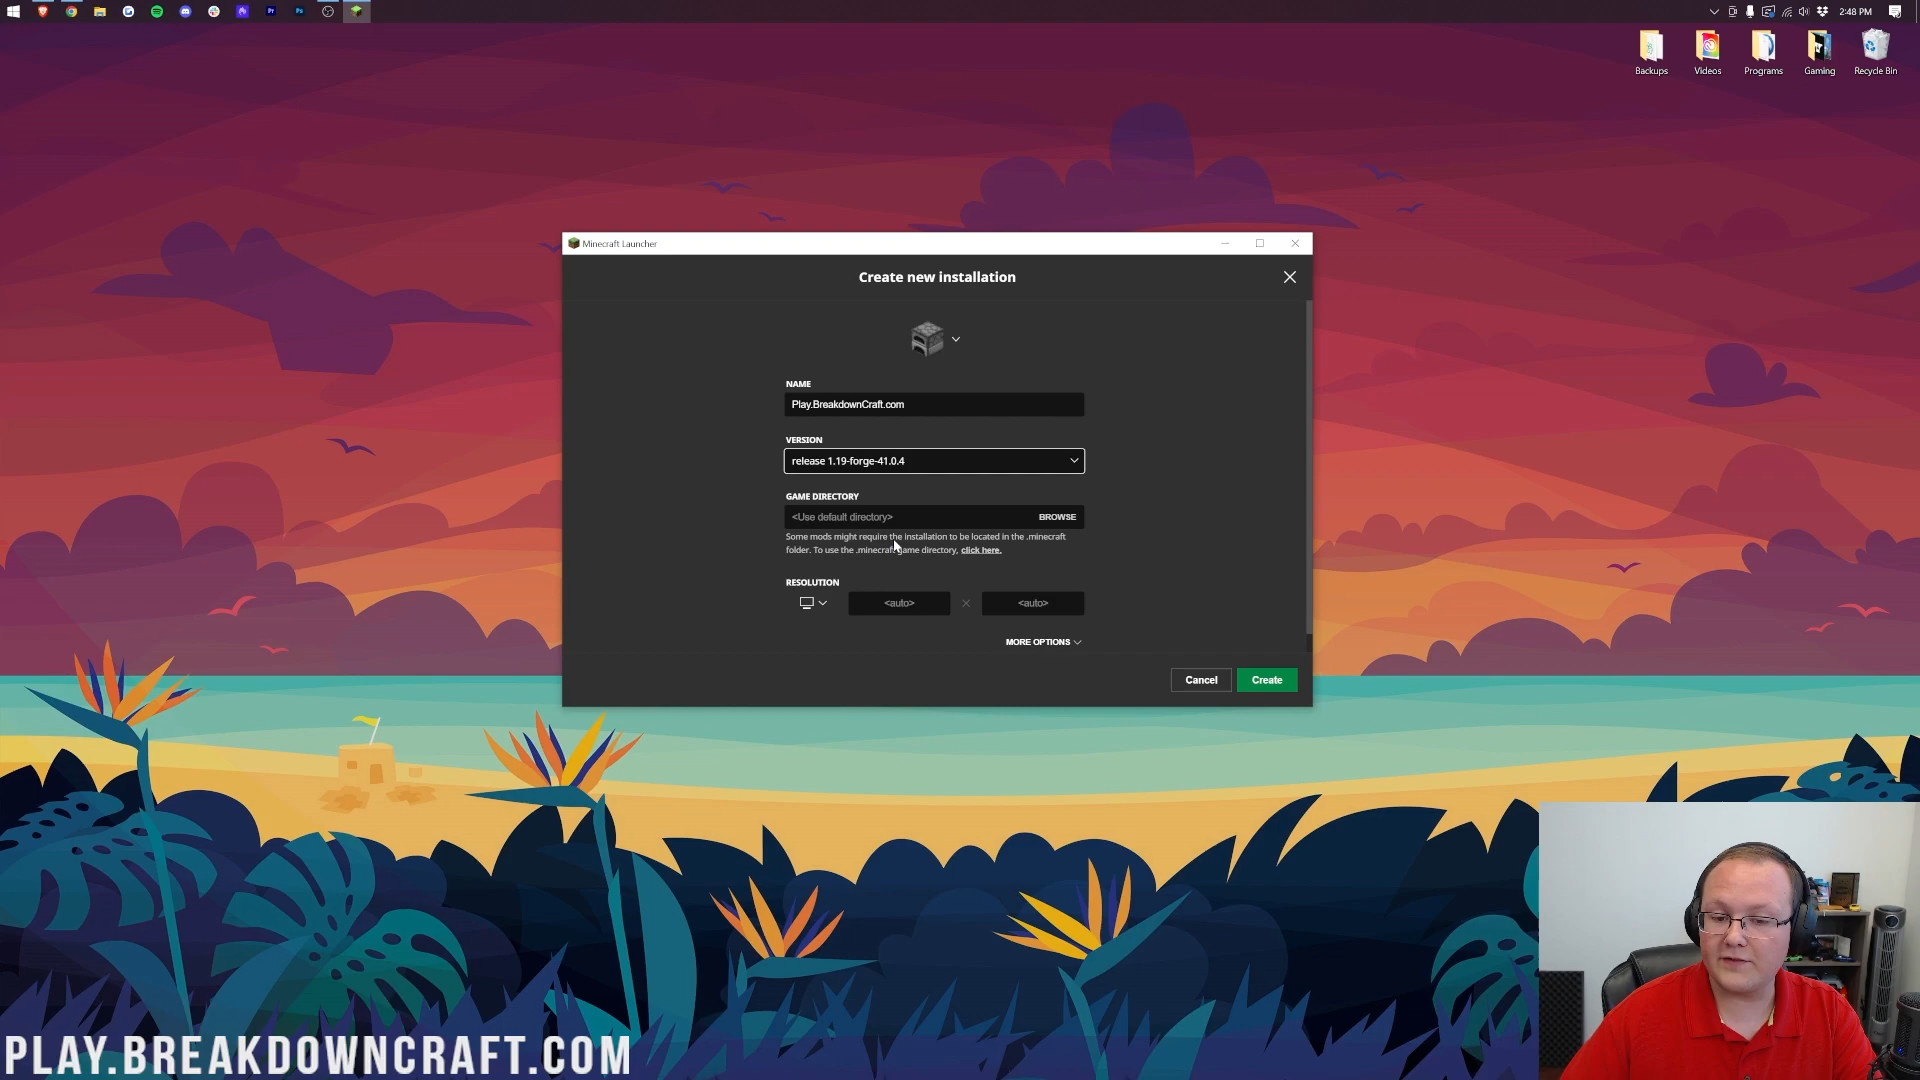 2:48 PM
Backups
Videos
Programs
Gaming
Recycle Bin
Pr
Ps
Minecraft Launcher
Create new installation
NAME
Play.BreakdownCraft.com
VERSION
release 1.19-forge-41.0.4
GAME DIRECTORY
<Use default directory>
BROWSE
Some mods might require the installation to be located in the .minecraft
folder. To use the .minecraft game directory, click here.
RESOLUTION
<auto>
<auto>
MORE OPTIONS
Cancel
Create
PLAY.BREAKDOWNCRAFT.COM